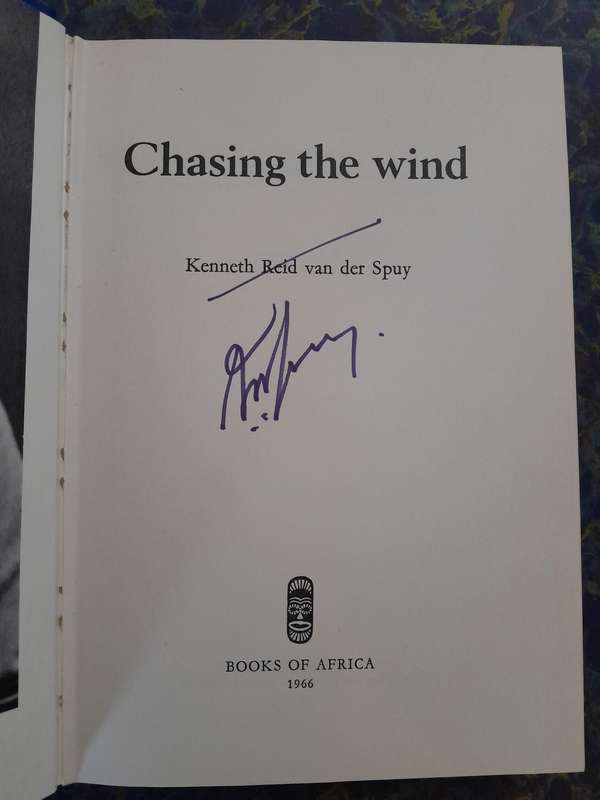 Chasing the wind
Kenneth Reid van der Spuy
BOOKS OF AFRICA
1966